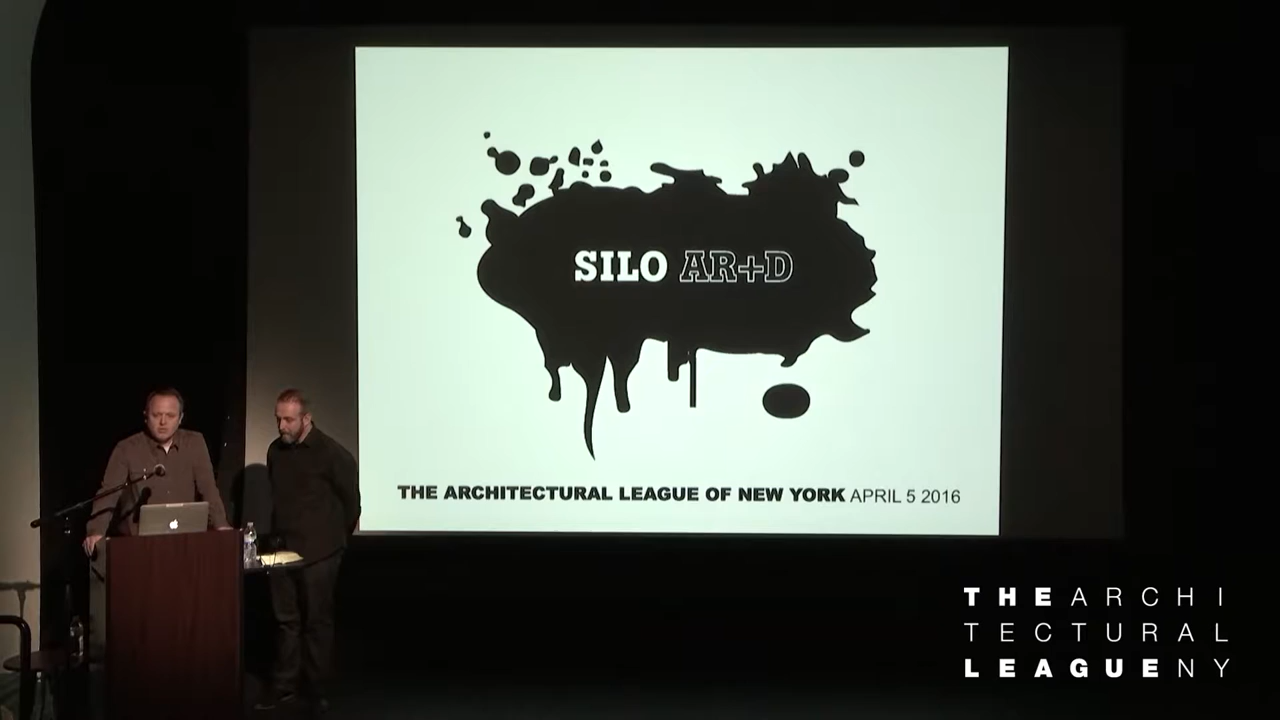 SILO AR+D
THE ARCHITECTURAL LEAGUE OF NEW YORK APRIL 5 2016
THE ARCHI
TECTURAL
LEAGUE NY